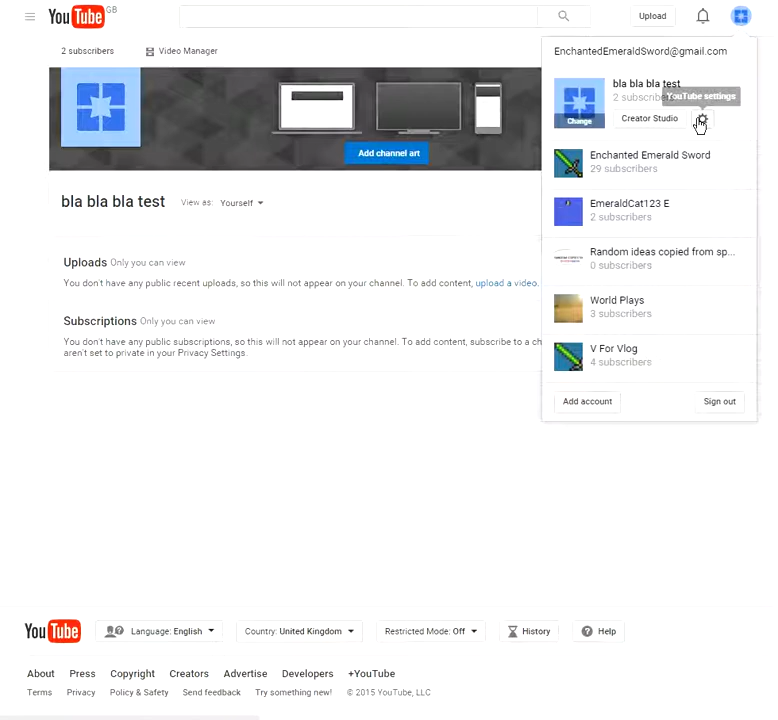 YouTube GB
Upload
2 subscribers Video Manager
EnchantedEmeraldSword@gmail.com
bla bla bla test
2 subscribe
YouTube settings
Change
Creator Studio
Add channel art
Enchanted Emerald Sword
29 subscribers
EmeraldCat123 E
2 subscribers
Random ideas copied from sp...
0 subscribers
World Plays
3 subscribers
V For Vlog
4 subscribers
Add account Sign out
bla bla bla test View as: Yourself
Uploads Only you can view
You don't have any public recent uploads, so this will not appear on your channel. To add content, upload a video.
Subscriptions Only you can view
You don't have any public subscriptions, so this will not appear on your channel. To add content, subscribe to a ch
aren't set to private in your Privacy Settings.
YouTube Language: English Country: United Kingdom Restricted Mode: Off History Help
About Press Copyright Creators Advertise Developers +YouTube
Terms Privacy Policy & Safety Send feedback Try something new! © 2015 YouTube, LLC